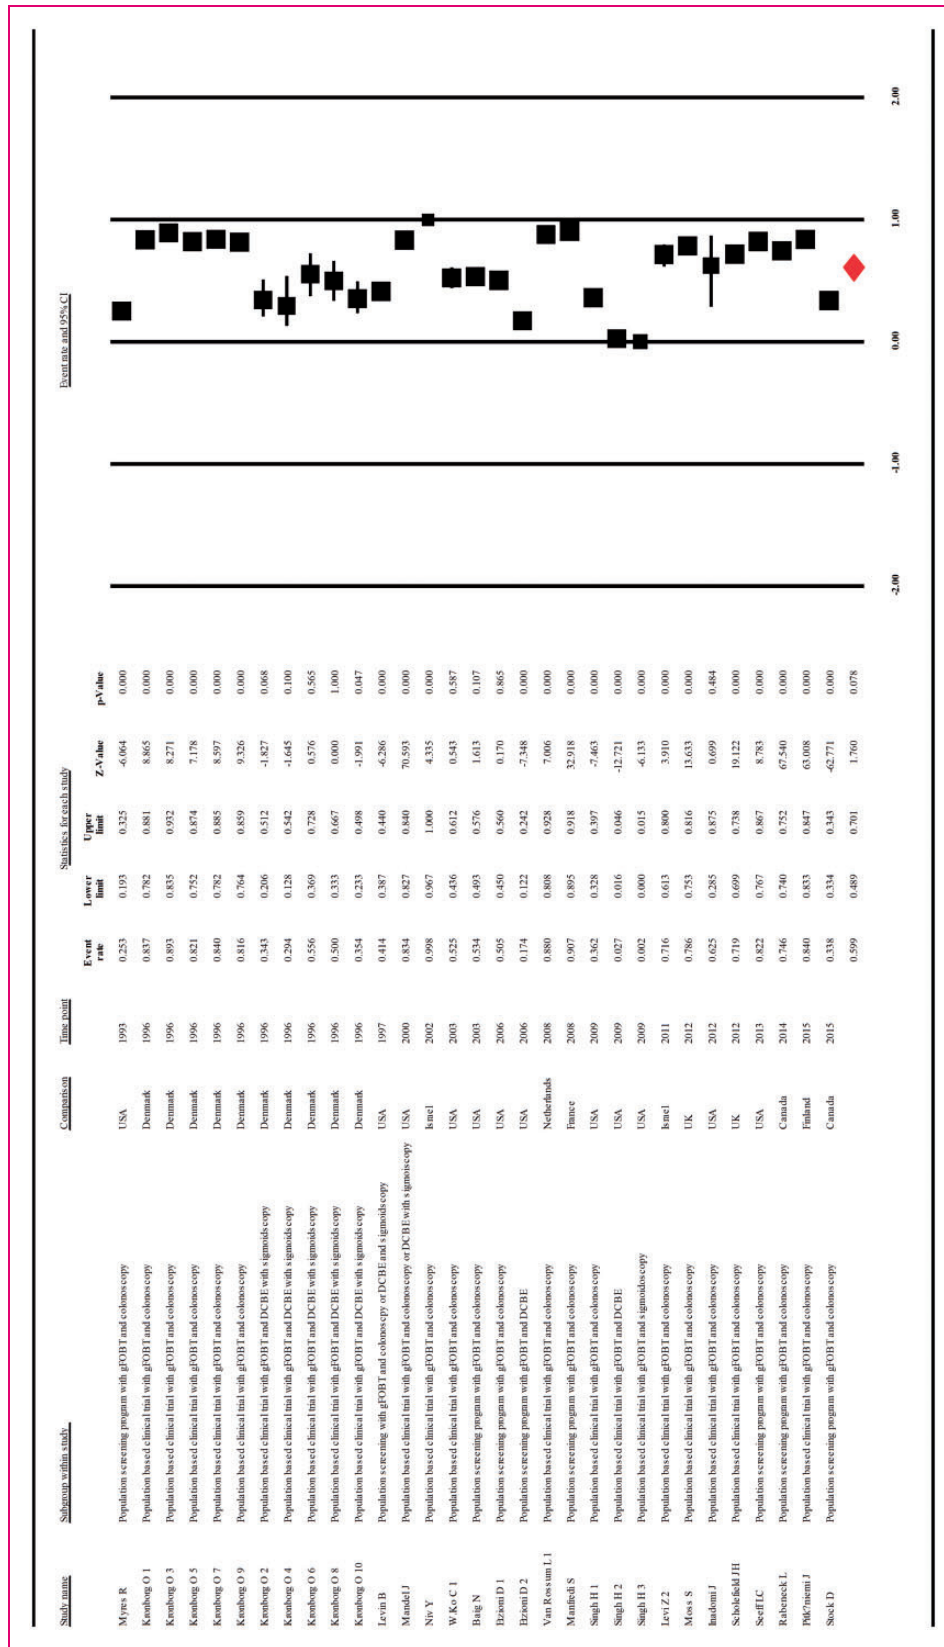 Study name Subgroup within study Comparison Time point Statistics for each study Event rate and 95% CI
Event rate Lower limit Upper limit Z-Value p-Value
Myres R Population screening program with gFOBT and colonoscopy USA 1993 0.253 0.193 0.325 -6.064 0.000
Kronborg O 1 Population based clinical trial with gFOBT and colonoscopy Denmark 1996 0.837 0.782 0.881 8.865 0.000
Kronborg O 3 Population based clinical trial with gFOBT and colonoscopy Denmark 1996 0.893 0.835 0.932 8.271 0.000
Kronborg O 5 Population based clinical trial with gFOBT and colonoscopy Denmark 1996 0.821 0.752 0.874 7.178 0.000
Kronborg O 7 Population based clinical trial with gFOBT and colonoscopy Denmark 1996 0.840 0.782 0.885 8.597 0.000
Kronborg O 9 Population based clinical trial with gFOBT and colonoscopy Denmark 1996 0.816 0.764 0.859 9.326 0.000
Kronborg O 2 Population based clinical trial with gFOBT and DCBE with sigmoidscopy Denmark 1996 0.343 0.206 0.512 -1.827 0.068
Kronborg O 4 Population based clinical trial with gFOBT and DCBE with sigmoidscopy Denmark 1996 0.294 0.128 0.542 -1.645 0.100
Kronborg O 6 Population based clinical trial with gFOBT and DCBE with sigmoidscopy Denmark 1996 0.556 0.369 0.728 0.576 0.565
Kronborg O 8 Population based clinical trial with gFOBT and DCBE with sigmoidscopy Denmark 1996 0.500 0.333 0.667 0.000 1.000
Kronborg O 10 Population based clinical trial with gFOBT and DCBE with sigmoidscopy Denmark 1996 0.354 0.233 0.498 -1.991 0.047
Levin B Population screening with gFOBT and colonoscpy or DCBE and sigmoidscopy USA 1997 0.414 0.387 0.440 -6.286 0.000
Mandel J Population based clinical trial with gFOBT and colonoscopy or DCBE with sigmoiscopy USA 2000 0.834 0.827 0.840 70.593 0.000
Niv Y Population based clinical trial with gFOBT and colonoscopy Israel 2002 0.998 0.967 1.000 4.335 0.000
W Ko C 1 Population based clinical trial with gFOBT and colonoscopy USA 2003 0.525 0.436 0.612 0.543 0.587
Baig N Population screening program with gFOBT and colonoscopy USA 2003 0.534 0.493 0.576 1.613 0.107
Etzioni D 1 Population screening program with gFOBT and colonoscopy USA 2006 0.505 0.450 0.560 0.170 0.865
Etzioni D 2 Population screening program with gFOBT and DCBE USA 2006 0.174 0.122 0.242 -7.348 0.000
Van Rossum L 1 Population based clinical trial with gFOBT and colonoscopy Netherlands 2008 0.880 0.808 0.928 7.006 0.000
Manfredi S Population screening program with gFOBT and colonoscopy France 2008 0.907 0.895 0.918 32.918 0.000
Singh H 1 Population based clinical trial with gFOBT and colonoscopy USA 2009 0.362 0.328 0.397 -7.463 0.000
Singh H 2 Population based clinical trial with gFOBT and DCBE USA 2009 0.027 0.016 0.046 -12.721 0.000
Singh H 3 Population based clinical trial with gFOBT and sigmoidoscopy USA 2009 0.002 0.000 0.015 -6.133 0.000
Levi Z 2 Population based clinical trial with gFOBT and colonoscopy Israel 2011 0.716 0.613 0.800 3.910 0.000
Moss S Population based clinical trial with gFOBT and colonoscopy UK 2012 0.786 0.753 0.816 13.633 0.000
Inadomi J Population based clinical trial with gFOBT and colonoscopy USA 2012 0.625 0.285 0.875 0.699 0.484
Scholefield JH Population based clinical trial with gFOBT and colonoscopy UK 2012 0.719 0.699 0.738 19.122 0.000
Seeff LC Population screening program with gFOBT and colonoscopy USA 2013 0.822 0.767 0.867 8.783 0.000
Rabeneck L Population screening program with gFOBT and colonoscopy Canada 2014 0.746 0.740 0.752 67.540 0.000
Pitk?niemi J Population based clinical trial with gFOBT and colonoscopy Finland 2015 0.840 0.833 0.847 63.008 0.000
Stock D Population screening program with gFOBT and colonoscopy Canada 2015 0.338 0.334 0.343 -62.771 0.000
0.599 0.489 0.701 1.760 0.078
-2.00 -1.00 0.00 1.00 2.00